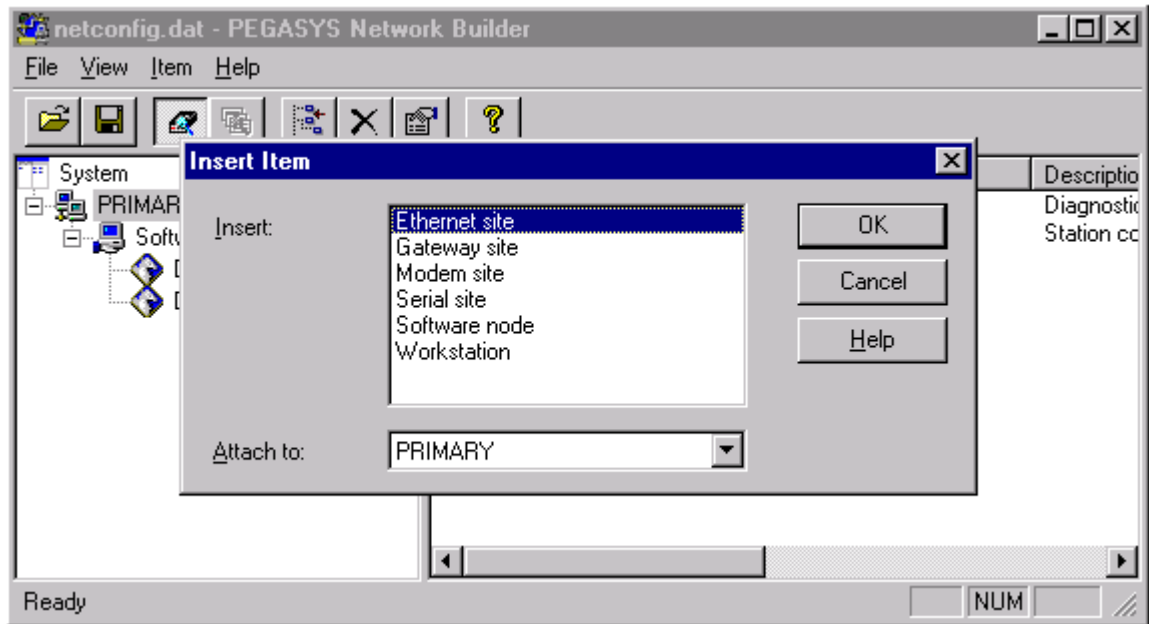 netconfig.dat - PEGASYS Network Builder
File View Item Help
Insert Item
System
Descriptio
PRIMAR
Diagnostic
Softw
Station co
D
D
Insert:
Ethernet site
Gateway site
Modem site
Serial site
Software node
Workstation
OK
Cancel
Help
Attach to:
PRIMARY
Ready
NUM